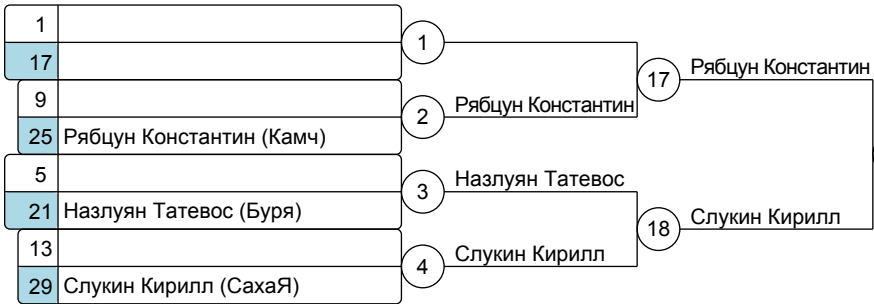 1
17
1
9
25 Рябцун Константин (Камч)
2
Рябцун Константин
17
Рябцун Константин
5
21 Назлуян Татевос (Буря)
3
Назлуян Татевос
13
29 Слукин Кирилл (СахаЯ)
4
Слукин Кирилл
18
Слукин Кирилл